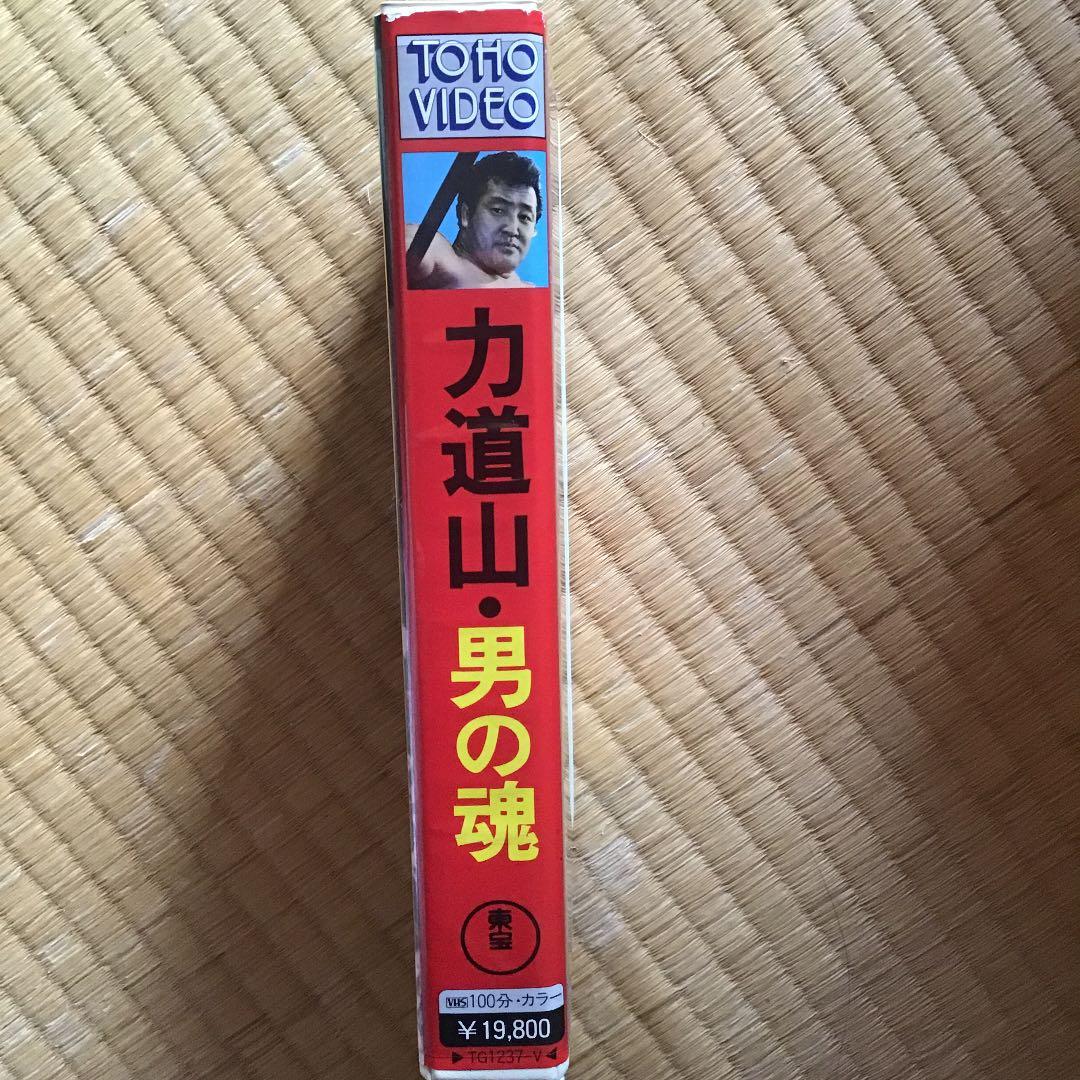 TOHO
VIDEO
力道山・男の魂
東宝
VHS 100分・カラー
￥19,800
▶TG1237-V◀